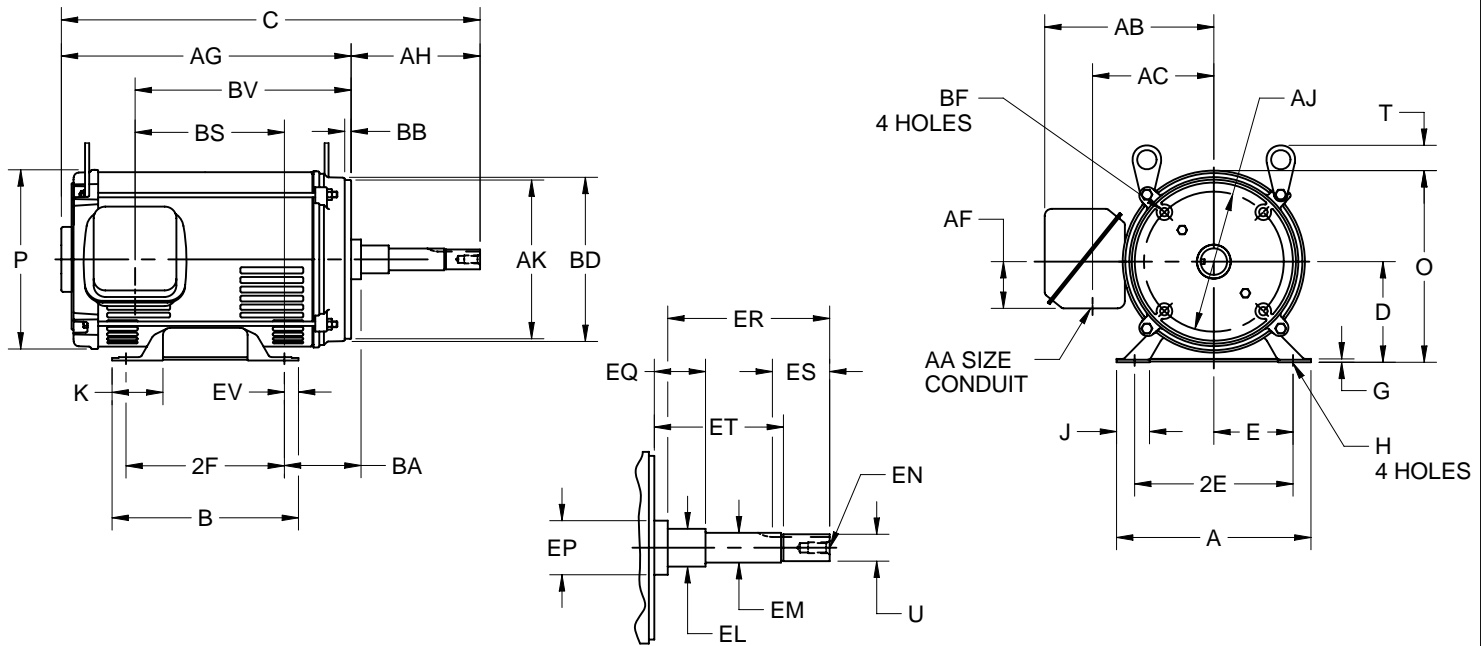 C
AG
AH
BV
BS
BB
P
AK
BD
K
EV
2F
BA
B
ER
EQ
ES
ET
EN
EP
EM
U
EL
AB
AC
BF
4 HOLES
AJ
T
AF
O
D
AA SIZE
CONDUIT
G
J
E
H
4 HOLES
2E
A